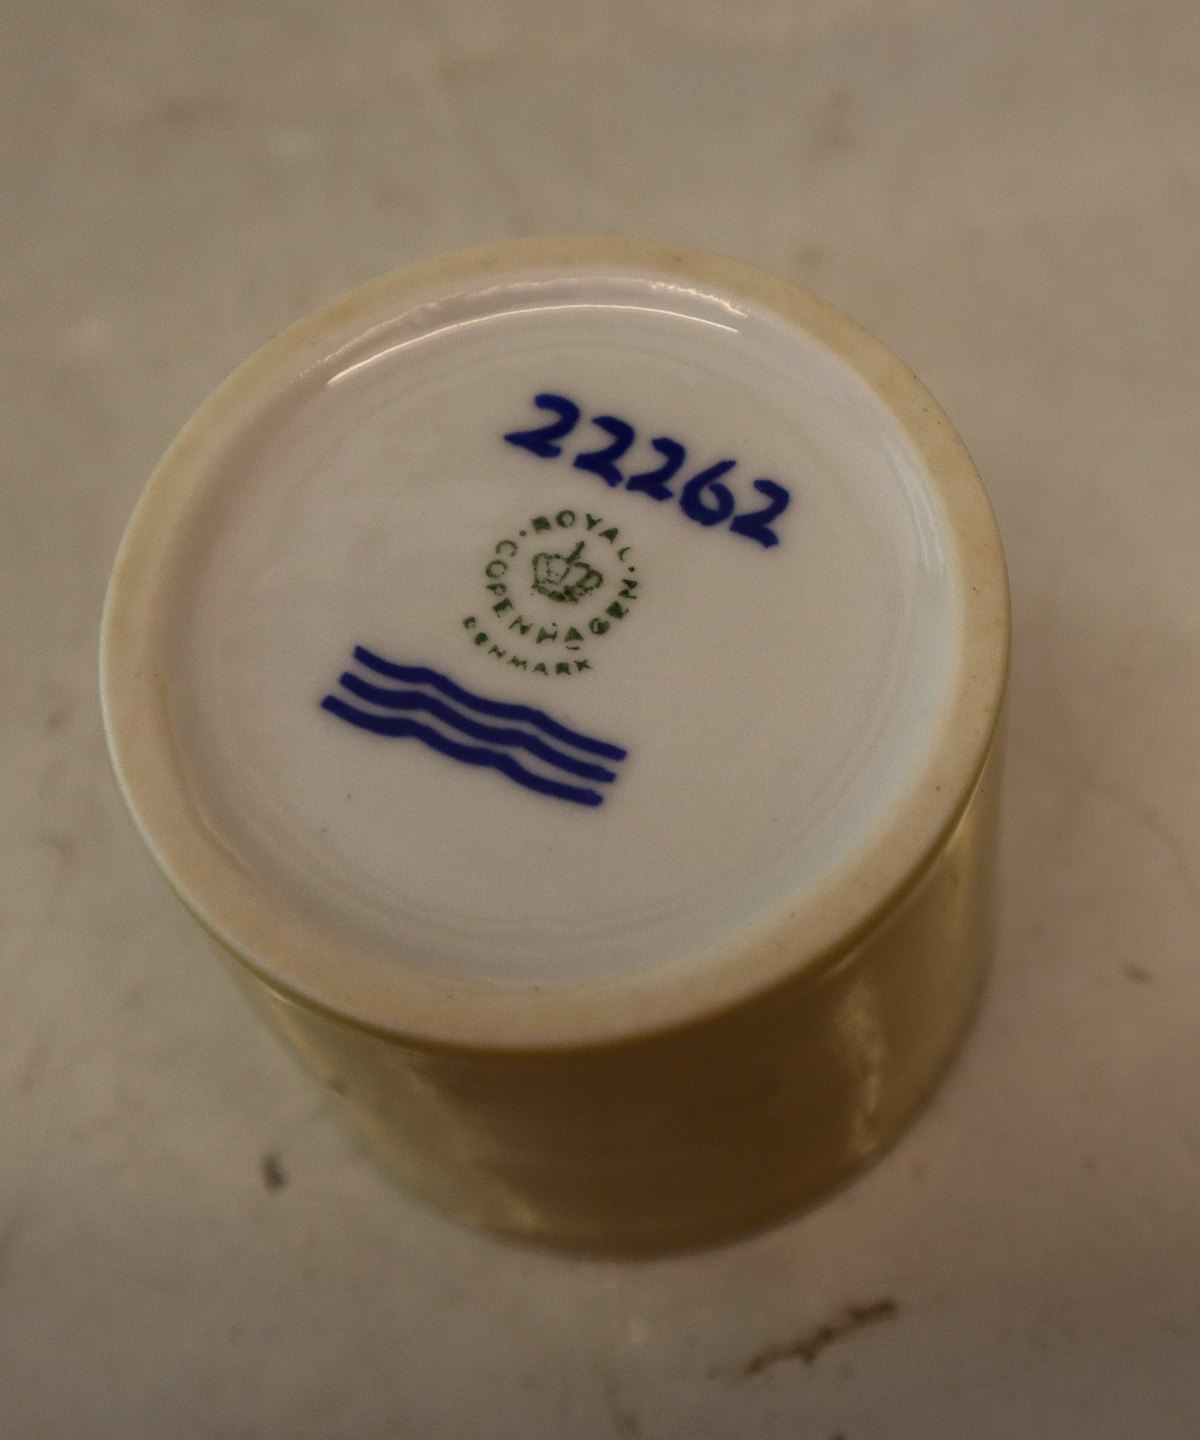 22262
ROYAL
COPENHAGEN
DENMARK